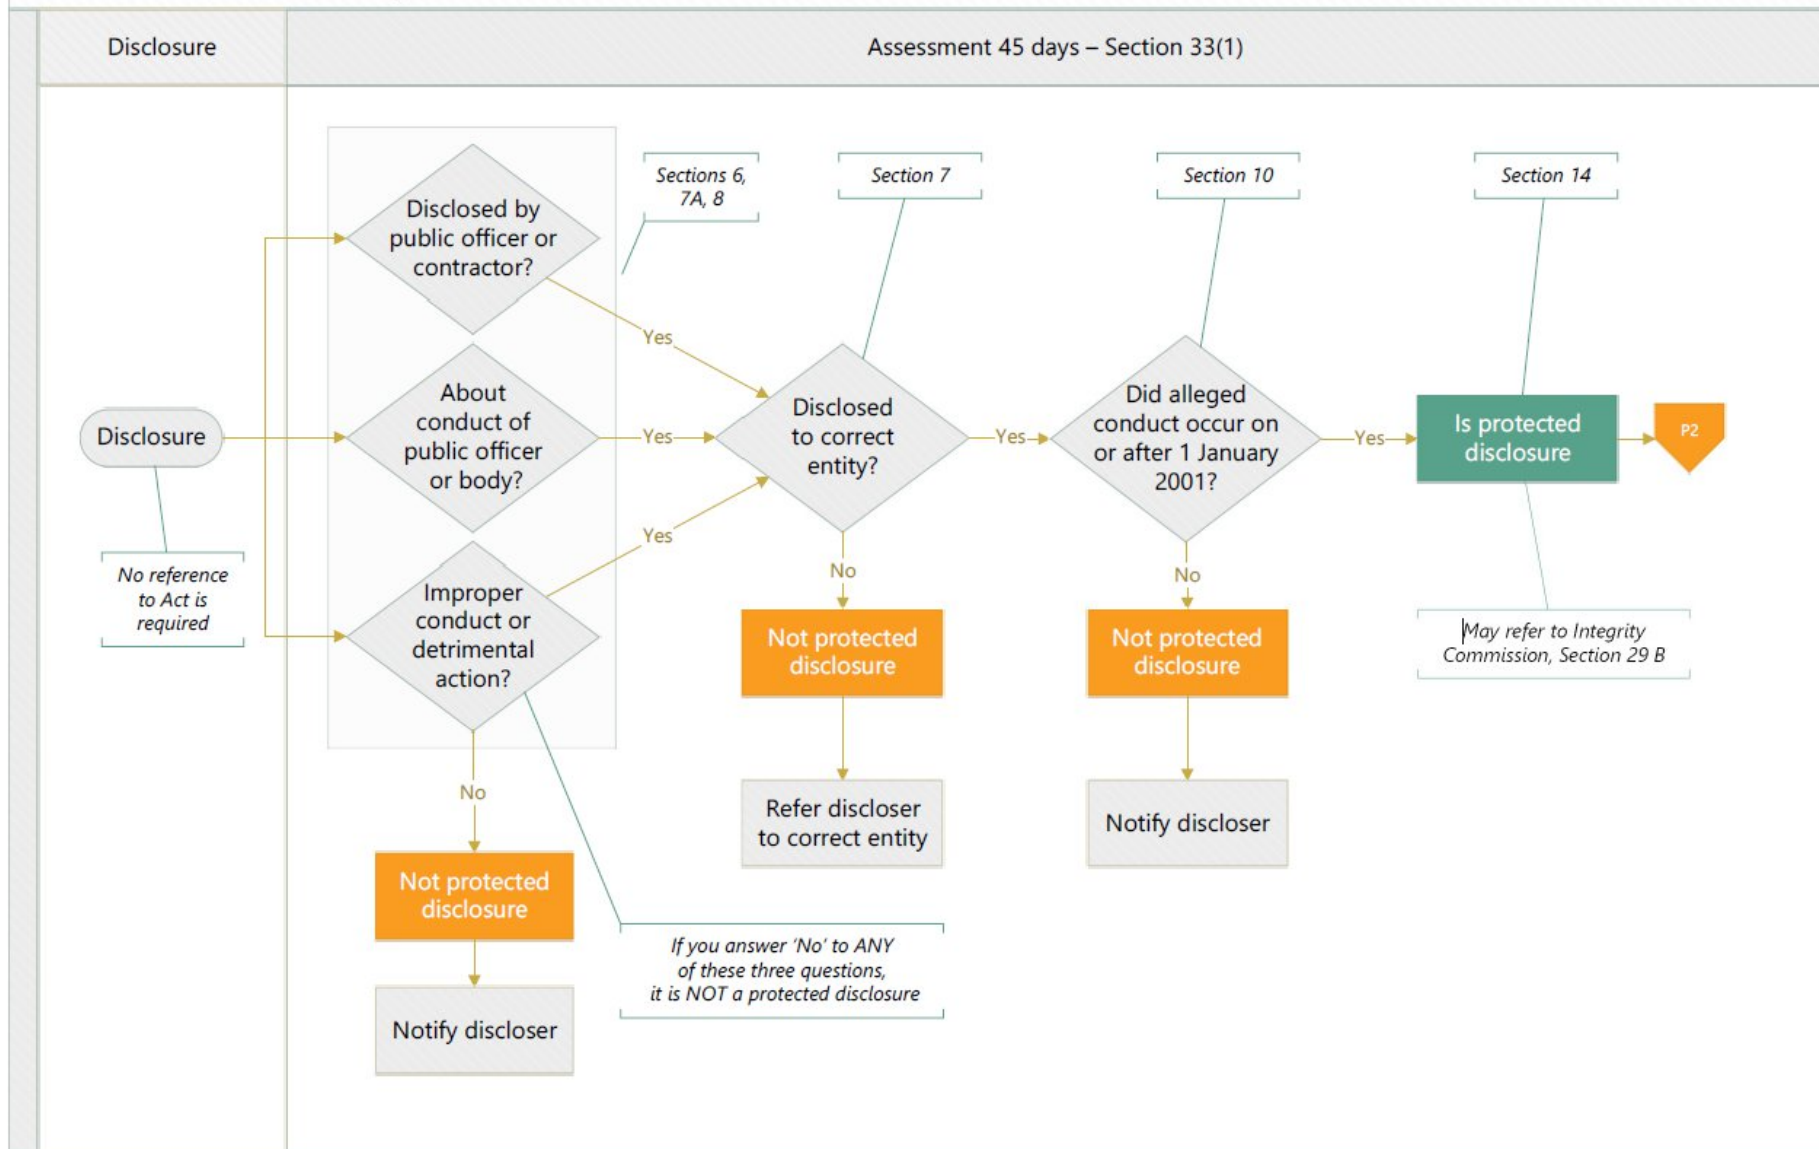 Disclosure
Assessment 45 days – Section 33(1)
Disclosure
No reference
to Act is
required
Disclosed by
public officer or
contractor?
Yes
About
conduct of
public officer
or body?
Yes
Improper
conduct or
detrimental
action?
Yes
No
Not protected
disclosure
Notify discloser
If you answer ‘No’ to ANY
of these three questions,
it is NOT a protected disclosure
Sections 6,
7A, 8
Section 7
Disclosed
to correct
entity?
Yes
No
Not protected
disclosure
Refer discloser
to correct entity
Section 10
Did alleged
conduct occur on
or after 1 January
2001?
Yes
No
Not protected
disclosure
Notify discloser
Section 14
Is protected
disclosure
P2
May refer to Integrity
Commission, Section 29 B